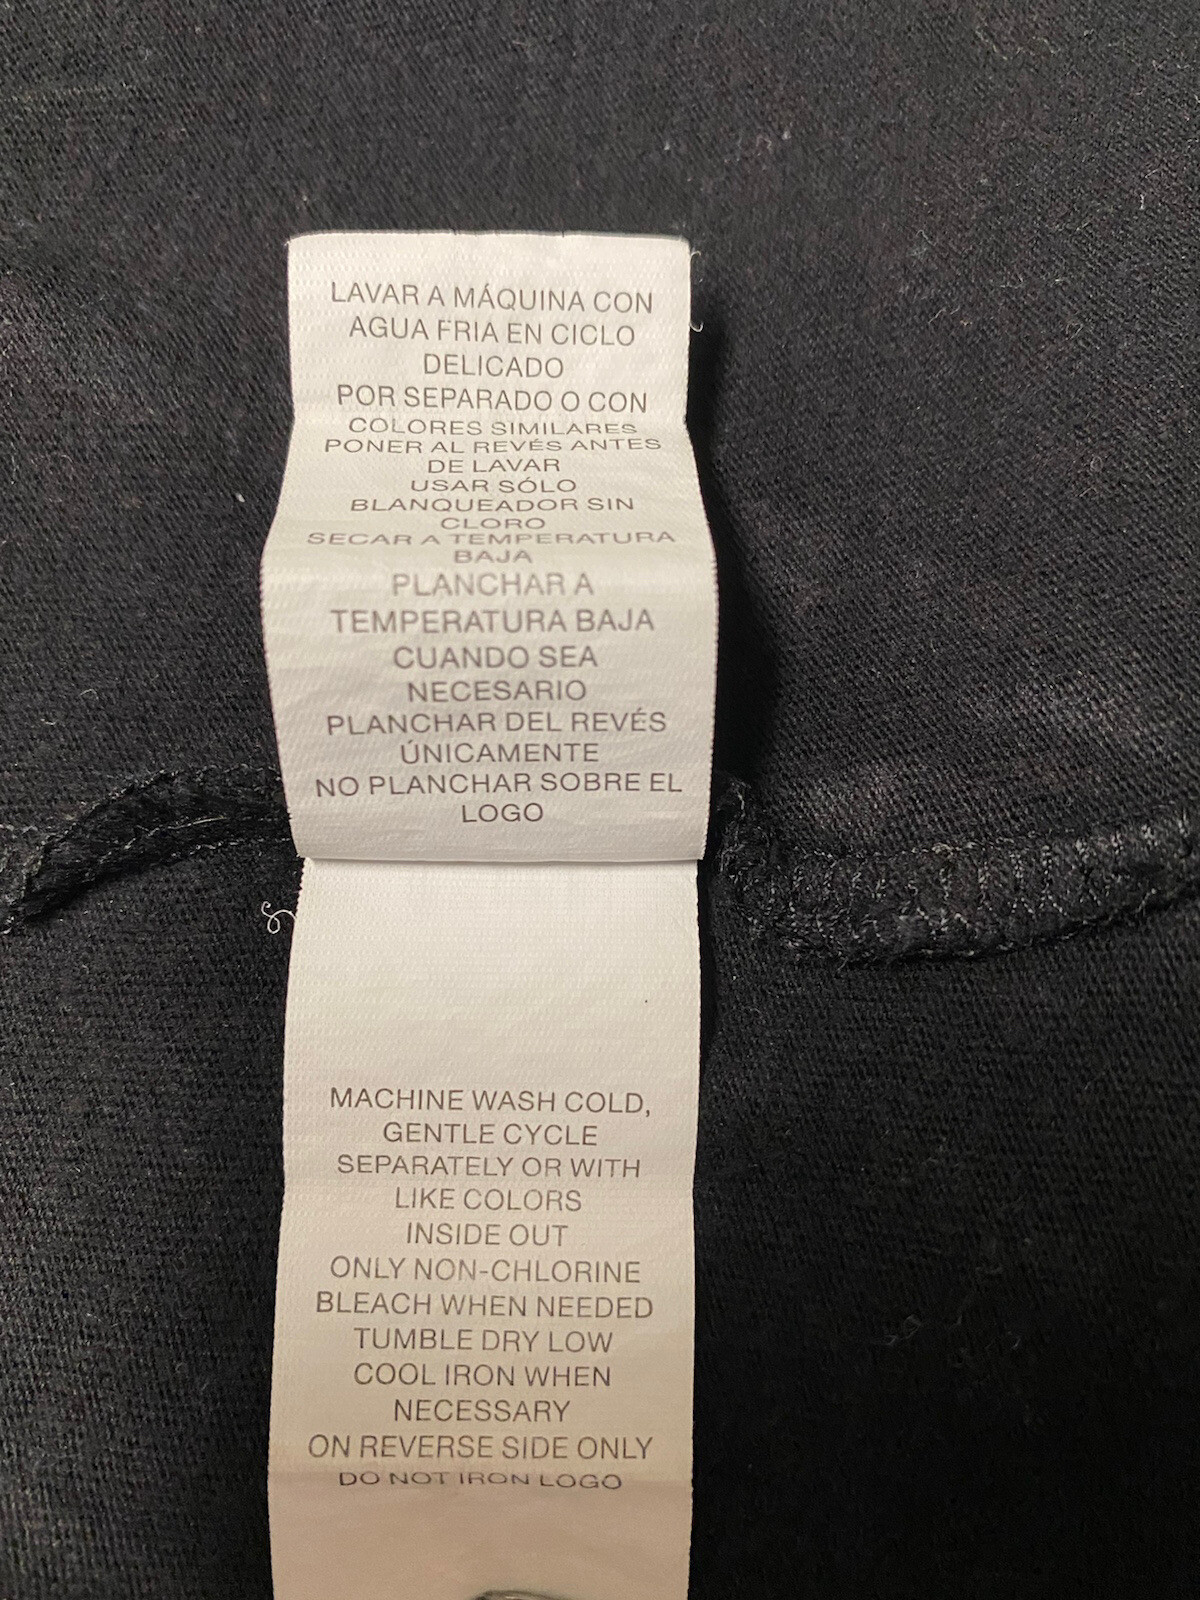 LAVAR A MÁQUINA CON
AGUA FRIA EN CICLO
DELICADO
POR SEPARADO O CON
COLORES SIMILARES
PONER AL REVÉS ANTES
DE LAVAR
USAR SÓLO
BLANQUEADOR SIN
CLORO
SECAR A TEMPERATURA
BAJA
PLANCHAR A
TEMPERATURA BAJA
CUANDO SEA
NECESARIO
PLANCHAR DEL REVÉS
ÚNICAMENTE
NO PLANCHAR SOBRE EL
LOGO
MACHINE WASH COLD,
GENTLE CYCLE
SEPARATELY OR WITH
LIKE COLORS
INSIDE OUT
ONLY NON-CHLORINE
BLEACH WHEN NEEDED
TUMBLE DRY LOW
COOL IRON WHEN
NECESSARY
ON REVERSE SIDE ONLY
DO NOT IRON LOGO